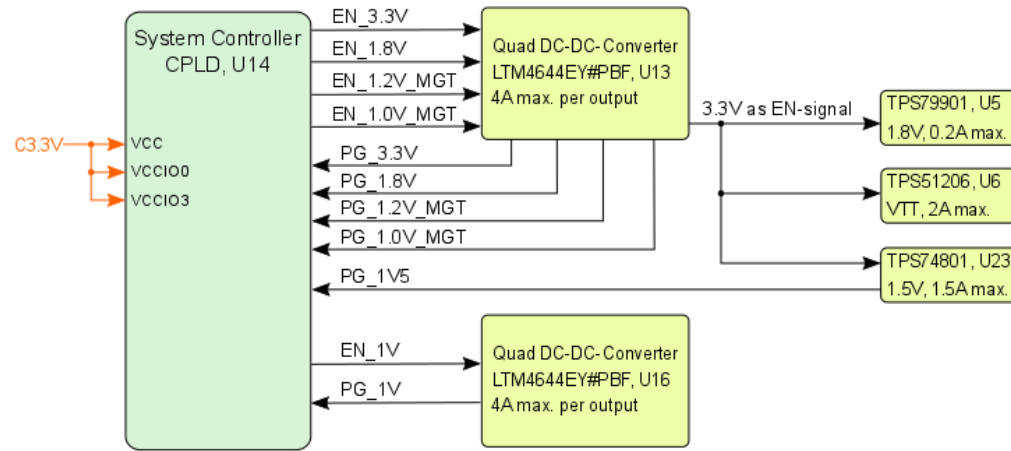 System Controller
CPLD, U14
C3.3V
VCC
VCCIO0
VCCIO3
EN_3.3V
EN_1.8V
EN_1.2V_MGT
EN_1.0V_MGT
PG_3.3V
PG_1.8V
PG_1.2V_MGT
PG_1.0V_MGT
PG_1V5
EN_1V
PG_1V
Quad DC-DC-Converter
LTM4644EY#PBF, U13
4A max. per output
3.3V as EN-signal
TPS79901, U5
1.8V, 0.2A max.
TPS51206, U6
VTT, 2A max.
TPS74801, U23
1.5V, 1.5A max.
Quad DC-DC-Converter
LTM4644EY#PBF, U16
4A max. per output